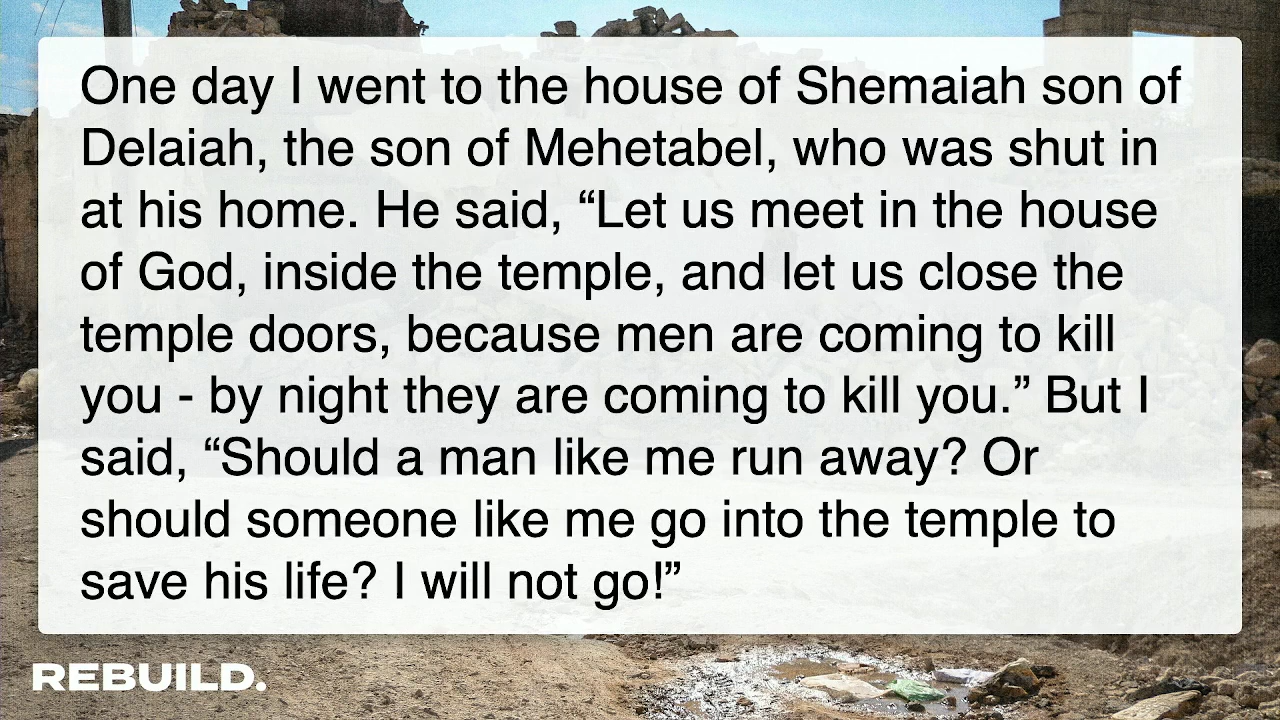 One day I went to the house of Shemaiah son of
Delaiah, the son of Mehetabel, who was shut in
at his home. He said, “Let us meet in the house
of God, inside the temple, and let us close the
temple doors, because men are coming to kill
you - by night they are coming to kill you.” But I
said, “Should a man like me run away? Or
should someone like me go into the temple to
save his life? I will not go!”
REBUILD.